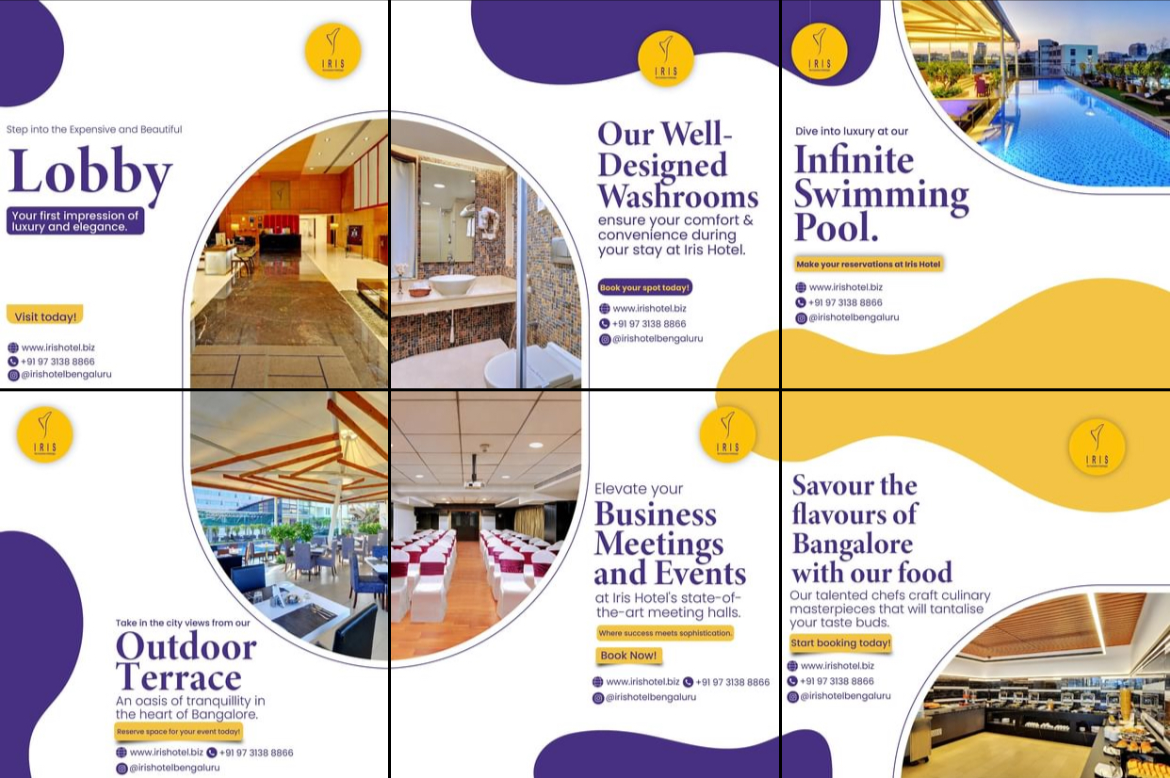 IRIS
Step into the Expensive and Beautiful
Lobby
Your first impression of
luxury and elegance.
Visit today!
www.irishotel.biz
+91 97 3138 8866
@irishotelbengaluru
IRIS
Our Well-
Designed
Washrooms
ensure your comfort &
convenience during
your stay at Iris Hotel.
Book your spot today!
www.irishotel.biz
+91 97 3138 8866
@irishotelbengaluru
IRIS
Dive into luxury at our
Infinite
Swimming
Pool.
Make your reservations at Iris Hotel
www.irishotel.biz
+91 97 3138 8866
@irishotelbengaluru
IRIS
Take in the city views from our
Outdoor
Terrace
An oasis of tranquillity in
the heart of Bangalore.
Reserve space for your event today!
www.irishotel.biz +91 97 3138 8866
@irishotelbengaluru
IRIS
Elevate your
Business
Meetings
and Events
at Iris Hotel's state-of-
the-art meeting halls.
Where success meets sophistication.
Book Now!
www.irishotel.biz +91 97 3138 8866
@irishotelbengaluru
IRIS
Savour the
flavours of
Bangalore
with our food
Our talented chefs craft culinary
masterpieces that will tantalise
your taste buds.
Start booking today!
www.irishotel.biz
+91 97 3138 8866
@irishotelbengaluru